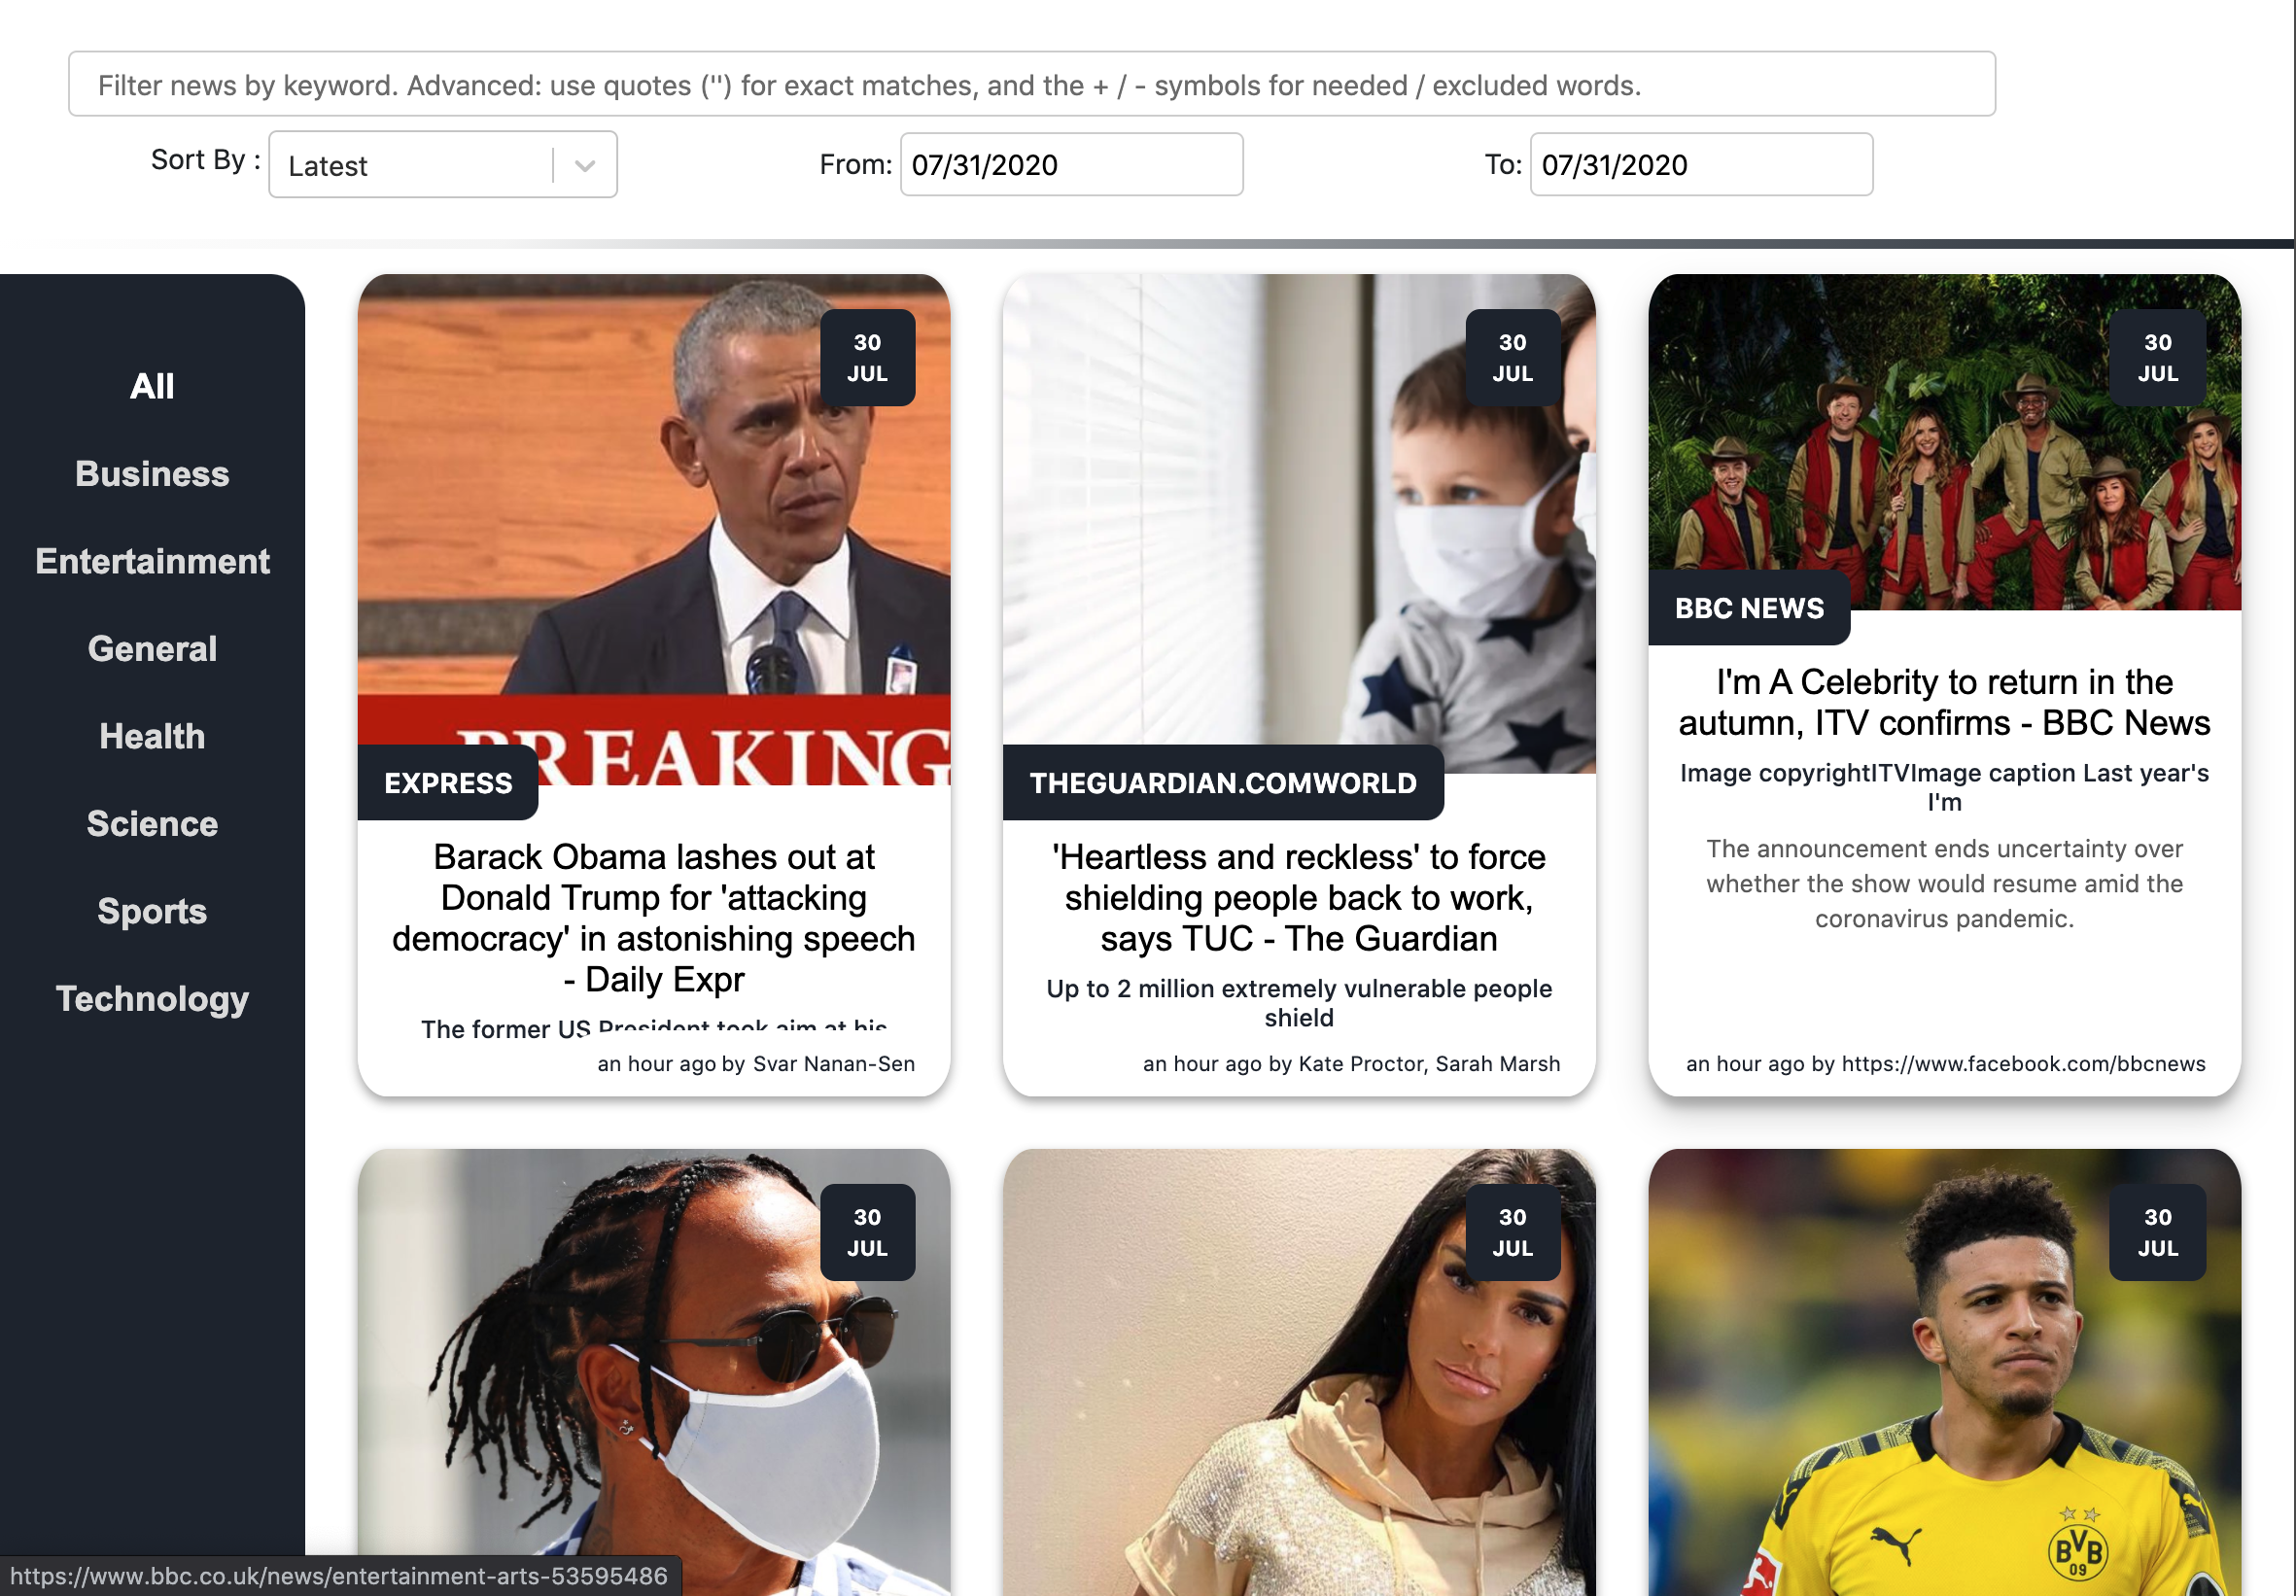 Filter news by keyword. Advanced: use quotes ('') for exact matches, and the + / - symbols for needed / excluded words.
Sort By :
Latest
From:
07/31/2020
To:
07/31/2020
All
Business
Entertainment
General
Health
Science
Sports
Technology
30
JUL
BREAKING
EXPRESS
Barack Obama lashes out at
Donald Trump for 'attacking
democracy' in astonishing speech
- Daily Expr
The former US President took aim at his
an hour ago by Svar Nanan-Sen
30
JUL
THEGUARDIAN.COMWORLD
'Heartless and reckless' to force
shielding people back to work,
says TUC - The Guardian
Up to 2 million extremely vulnerable people
shield
an hour ago by Kate Proctor, Sarah Marsh
30
JUL
BBC NEWS
I'm A Celebrity to return in the
autumn, ITV confirms - BBC News
Image copyrightITVImage caption Last year's
I'm
The announcement ends uncertainty over
whether the show would resume amid the
coronavirus pandemic.
an hour ago by https://www.facebook.com/bbcnews
30
JUL
30
JUL
30
JUL
BVB
09
https://www.bbc.co.uk/news/entertainment-arts-53595486